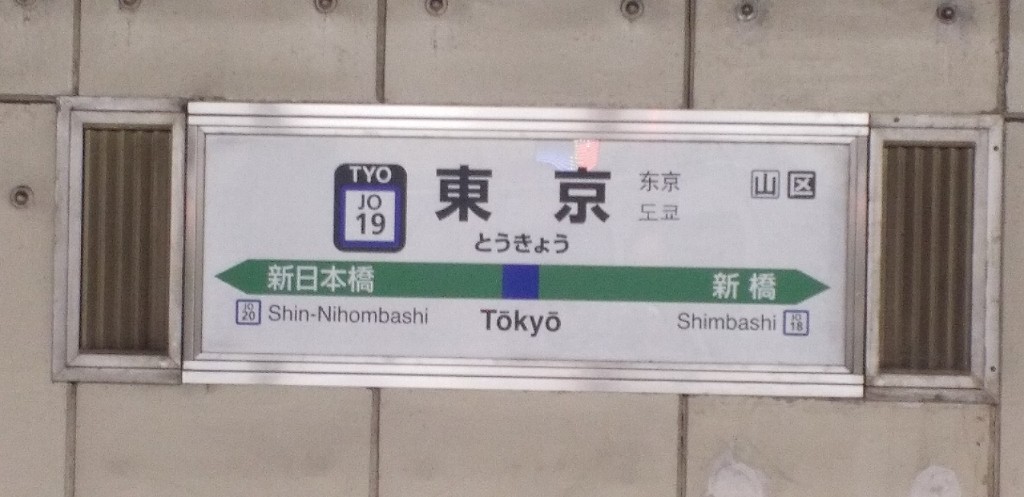 TYO
JO
19
東京
とうきょう
东京
도쿄
山区
新日本橋
新橋
JO
20
Shin-Nihombashi
Tōkyō
Shimbashi
JO
18